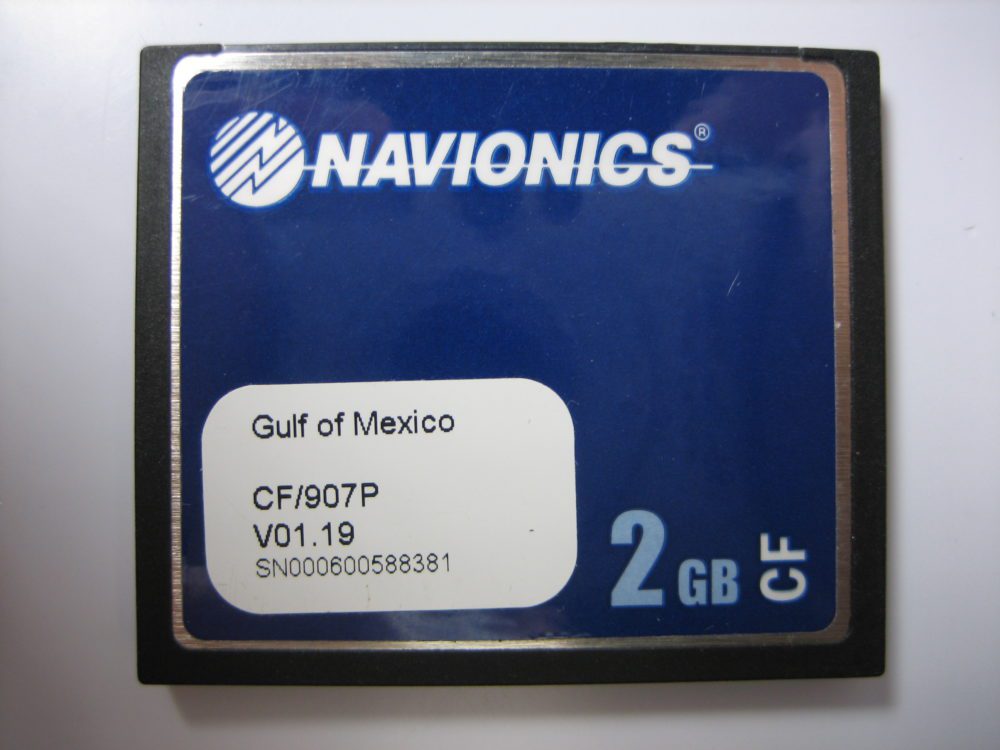 NAVIONICS®
Gulf of Mexico
CF/907P
V01.19
SN000600588381
2 GB CF